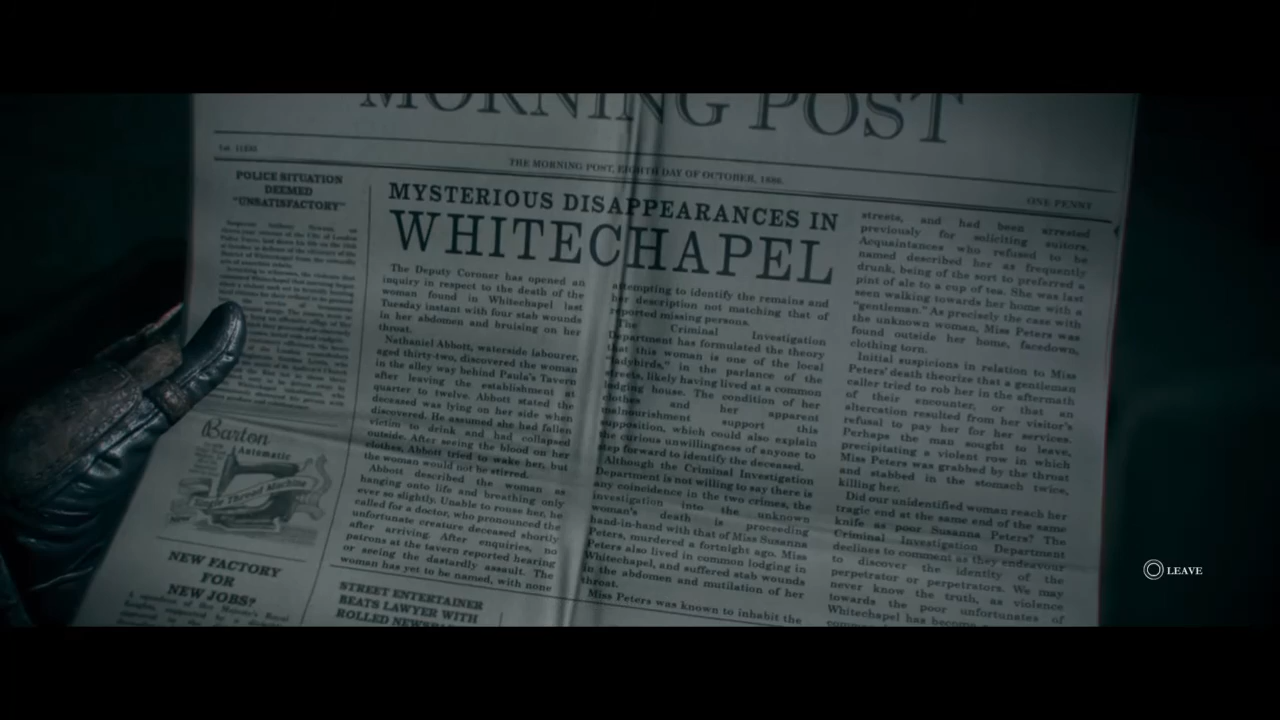 MORNING POST
THE MORNING POST, EIGHTH DAY OF OCTOBER, 1886.
ONE PENNY
POLICE SITUATION
DEEMED
"UNSATISFACTORY"
Barton
Automatic
Single Thread Machine
NEW FACTORY
FOR
NEW JOBS?
MYSTERIOUS DISAPPEARANCES IN
WHITECHAPEL
The Deputy Coroner has opened an
inquiry in respect to the death of the
woman found in Whitechapel last
Tuesday instant with four stab wounds
in her abdomen and bruising on her
throat.
Nathaniel Abbott, waterside labourer,
aged thirty-two, discovered the woman
in the alley way behind Paula's Tavern
after leaving the establishment at
quarter to twelve. Abbott stated the
deceased was lying on her side when
discovered. He assumed she had fallen
victim to drink and had collapsed
outside. After seeing the blood on her
clothes, Abbott tried to wake her, but
the woman would not be stirred.
Abbott described the woman as
hanging onto life and breathing only
ever so slightly. Unable to rouse her, he
called for a doctor, who pronounced the
unfortunate creature deceased shortly
after arriving. After enquiries, no
patrons at the tavern reported hearing
or seeing the dastardly assault. The
woman has yet to be named, with none
attempting to identify the remains and
her description not matching that of
reported missing persons.
The Criminal Investigation
Department has formulated the theory
that this woman is one of the local
"ladybirds," in the parlance of the
streets, likely having lived at a common
lodging house. The condition of her
clothes and her apparent
malnourishment support this
supposition, which could also explain
the curious unwillingness of anyone to
step forward to identify the deceased.
Although the Criminal Investigation
Department is not willing to say there is
any coincidence in the two crimes, the
investigation into the unknown
woman's death is proceeding
hand-in-hand with that of Miss Susanna
Peters, murdered a fortnight ago. Miss
Peters also lived in common lodging in
Whitechapel, and suffered stab wounds
in the abdomen and mutilation of her
throat.
Miss Peters was known to inhabit the
streets, and had been arrested
previously for soliciting suitors.
Acquaintances who refused to be
named described her as frequently
drunk, being of the sort to preferred a
pint of ale to a cup of tea. She was last
seen walking towards her home with a
"gentleman." As precisely the case with
the unknown woman, Miss Peters was
found outside her home, facedown,
clothing torn.
Initial suspicions in relation to Miss
Peters' death theorize that a gentleman
caller tried to rob her in the aftermath
of their encounter, or that an
altercation resulted from her visitor's
refusal to pay her for her services.
Perhaps the man sought to leave,
precipitating a violent row in which
Miss Peters was grabbed by the throat
and stabbed in the stomach twice,
killing her.
Did our unidentified woman reach her
tragic end at the same end of the same
knife as poor Susanna Peters? The
Criminal Investigation Department
declines to comment as they endeavour
to discover the identity of the
perpetrator or perpetrators. We may
never know the truth, as violence
towards the poor unfortunates of
Whitechapel has become
STREET ENTERTAINER
BEATS LAWYER WITH
ROLLED
LEAVE